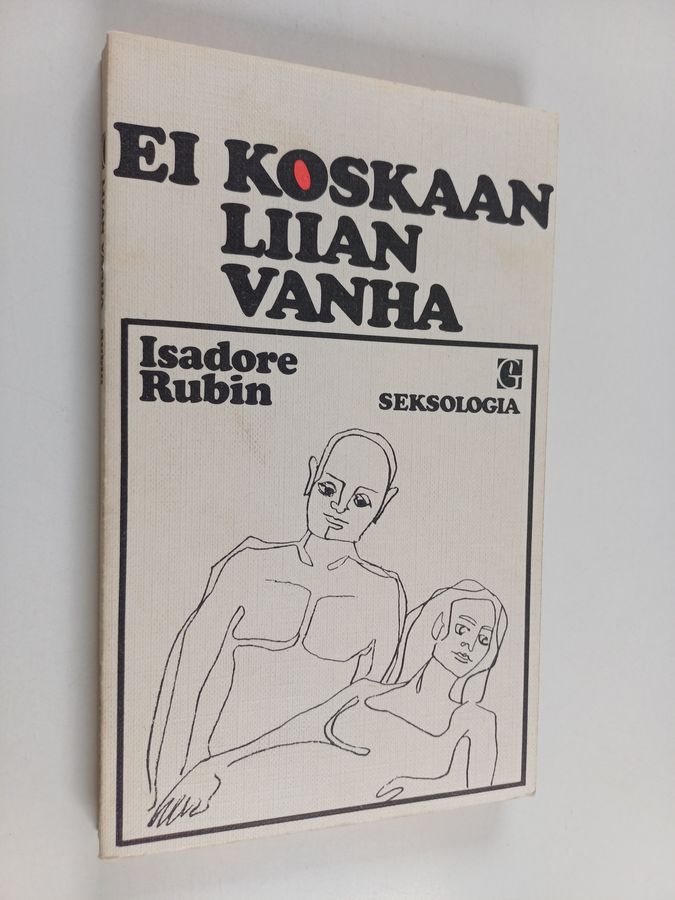 EI KOSKAAN
LIIAN
VANHA
Isadore
Rubin
G
SEKSOLOGIA